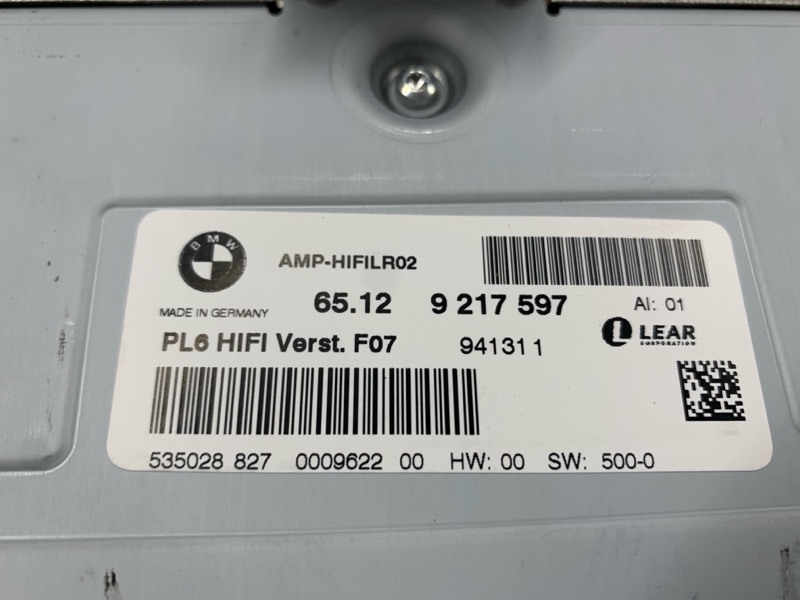 BMW
AMP-HIFILR02
MADE IN GERMANY
65.12 9 217 597 AI: 01
PL6 HIFI Verst. F07 941311
LEAR
CORPORATION
535028 827 0009622 00 HW: 00 SW: 500-0